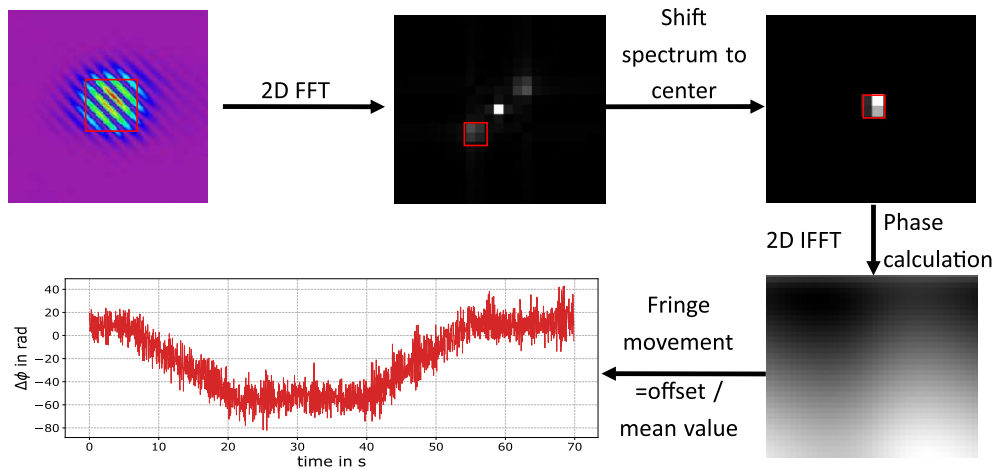 2D FFT
Shift
spectrum to
center
2D IFFT
Phase
calculation
Fringe
movement
=offset /
mean value
Δϕ in rad
40
20
0
−20
−40
−60
−80
0
10
20
30
40
50
60
70
time in s